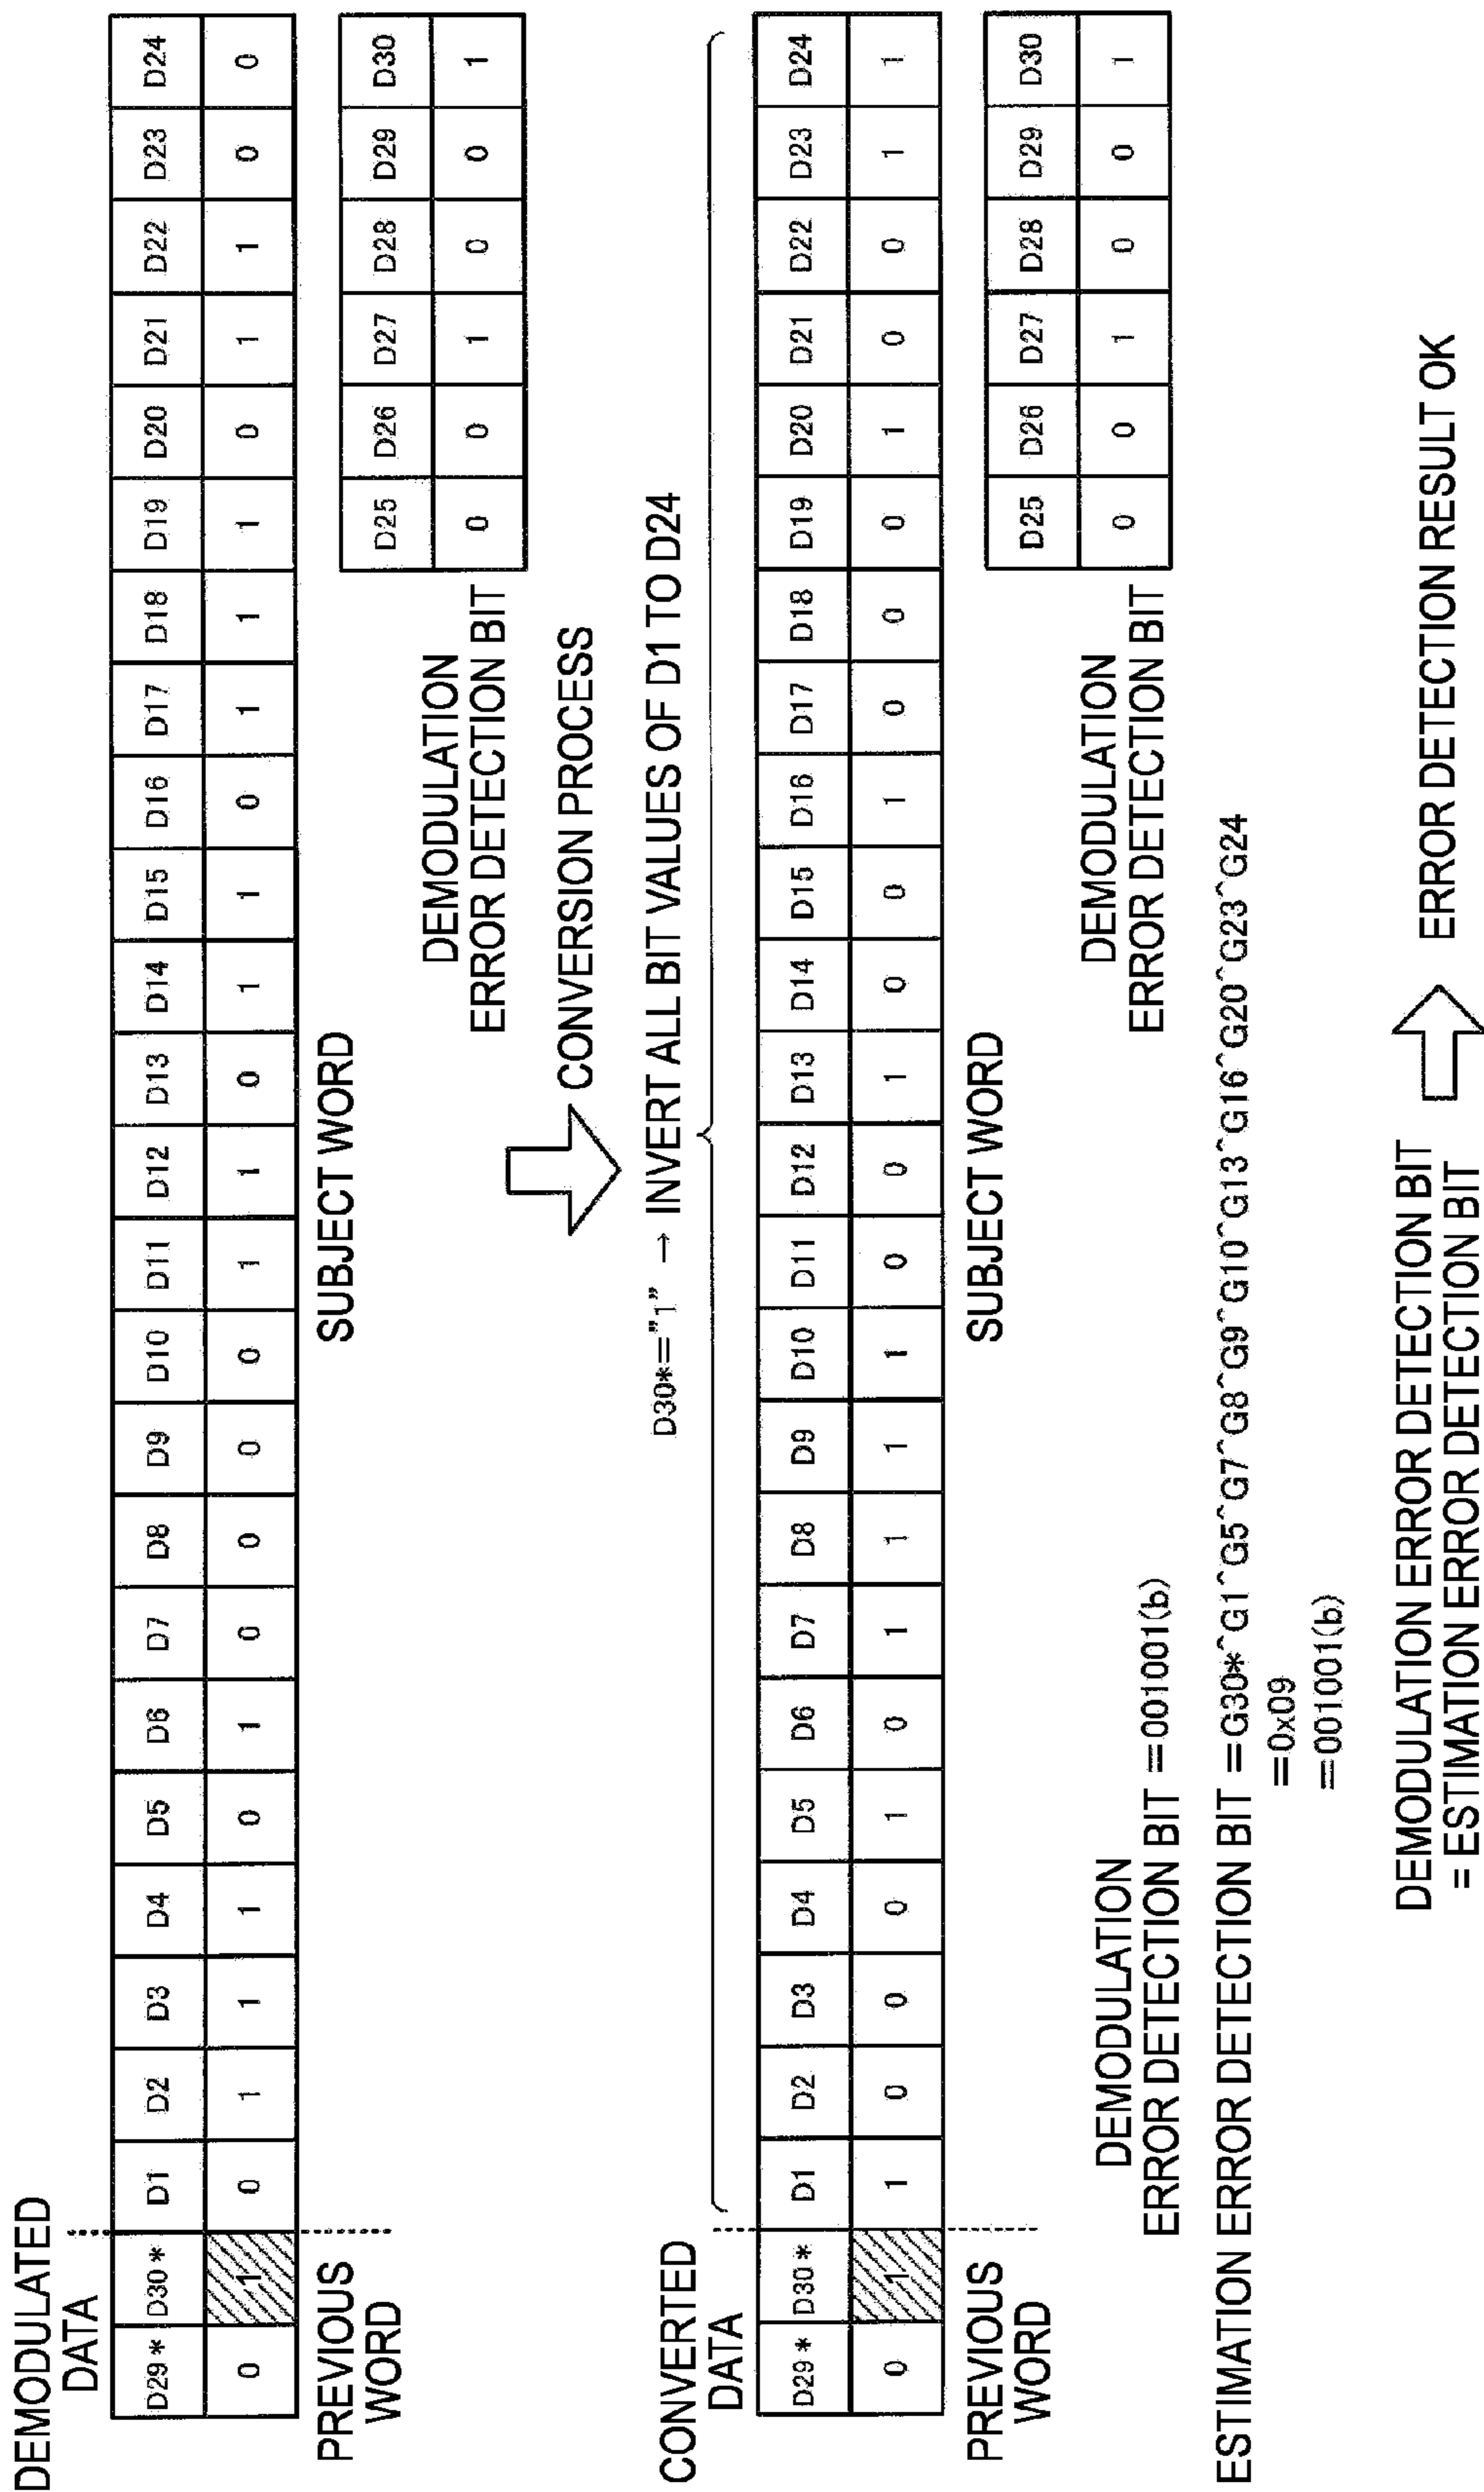 DEMODULATED
DATA
D29* D30* D1 D2 D3 D4 D5 D6 D7 D8 D9 D10 D11 D12 D13 D14 D15 D16 D17 D18 D19 D20 D21 D22 D23 D24
0 1 0 1 1 1 0 1 0 0 0 0 1 1 0 1 1 0 1 1 1 0 1 1 0 0
PREVIOUS
WORD
SUBJECT WORD
DEMODULATION
ERROR DETECTION BIT
D25 D26 D27 D28 D29 D30
0 0 1 0 0 1
CONVERSION PROCESS
D30*="1" → INVERT ALL BIT VALUES OF D1 TO D24
CONVERTED
DATA
D29* D30* D1 D2 D3 D4 D5 D6 D7 D8 D9 D10 D11 D12 D13 D14 D15 D16 D17 D18 D19 D20 D21 D22 D23 D24
0 1 1 0 0 0 1 0 1 1 1 1 0 0 1 0 0 1 0 0 0 1 0 0 1 1
PREVIOUS
WORD
SUBJECT WORD
DEMODULATION
ERROR DETECTION BIT
D25 D26 D27 D28 D29 D30
0 0 1 0 0 1
DEMODULATION
ERROR DETECTION BIT =001001(b)
ESTIMATION ERROR DETECTION BIT =G30*^G1^G5^G7^G8^G9^G10^G13^G16^G20^G23^G24
=0x09
=001001(b)
DEMODULATION ERROR DETECTION BIT
= ESTIMATION ERROR DETECTION BIT
ERROR DETECTION RESULT OK